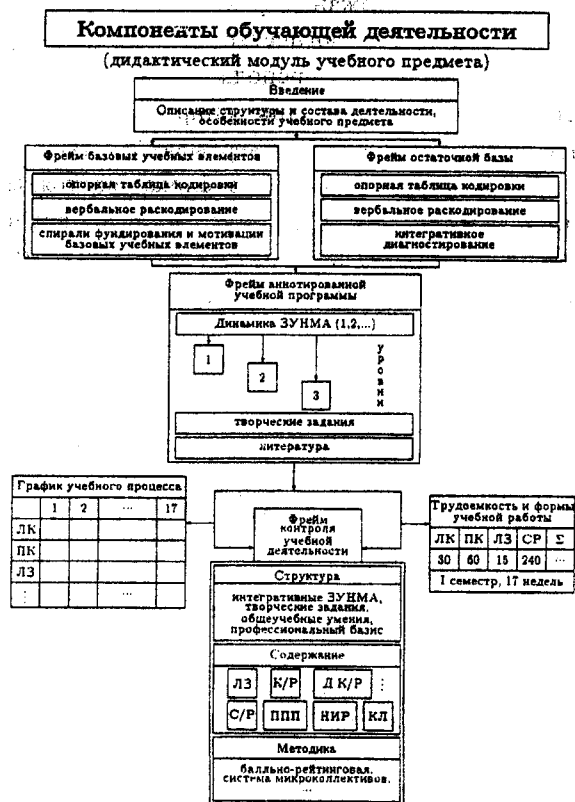 Компоненты обучающей деятельности
(дидактический модуль учебного предмета)
Введение
Описание структуры и состава деятельности,
особенности учебного предмета
Фрейм базовых учебных элементов
опорная таблица кодировки
вербальное раскодирование
спирали фундирования и мотивации
базовых учебных элементов
Фрейм остаточной базы
опорная таблица кодировки
вербальное раскодирование
интегративное
диагностирование
Фреймы аннотированной
учебной программы
Динамика ЗУНМА (1,2,...)
1
2
3
уровни
творческие задания
литература
График учебного процесса
1 2 ... 17
ЛК
ПК
ЛЗ
⋮ ...
Фрейм
контроля
учебной
деятельности
Трудоемкость и формы
учебной работы
ЛК ПК ЛЗ СР Σ
30 60 15 240 ...
I семестр, 17 недель
Структура
интегративные ЗУНМА,
творческие задания,
общеучебные умения,
профессиональный базис
Содержание
ЛЗ К/Р Д К/Р ⋮
С/Р ППП НИР КЛ
Методика
балльно-рейтинговая,
система микроколлективов,
...